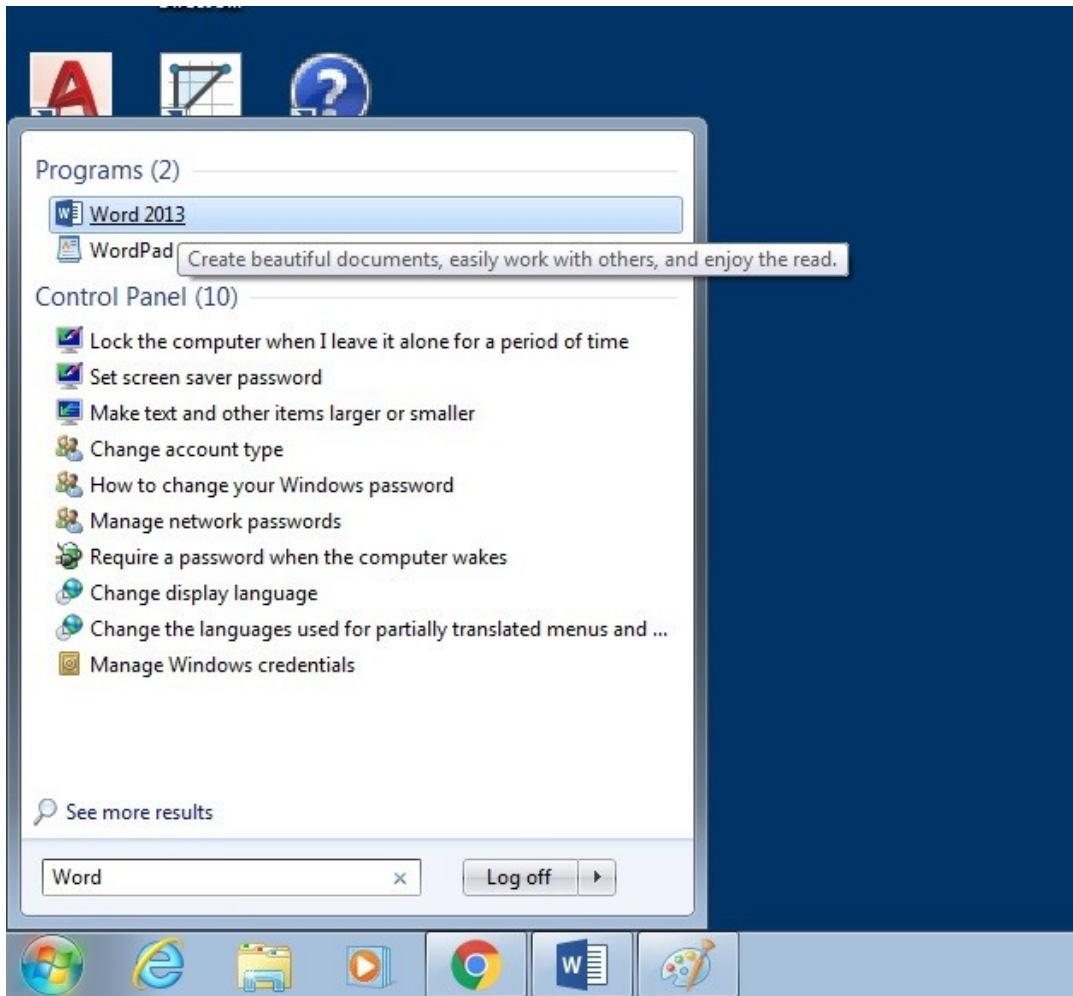 Programs (2)
Word 2013
WordPad
Create beautiful documents, easily work with others, and enjoy the read.
Control Panel (10)
Lock the computer when I leave it alone for a period of time
Set screen saver password
Make text and other items larger or smaller
Change account type
How to change your Windows password
Manage network passwords
Require a password when the computer wakes
Change display language
Change the languages used for partially translated menus and ...
Manage Windows credentials
See more results
Word
Log off